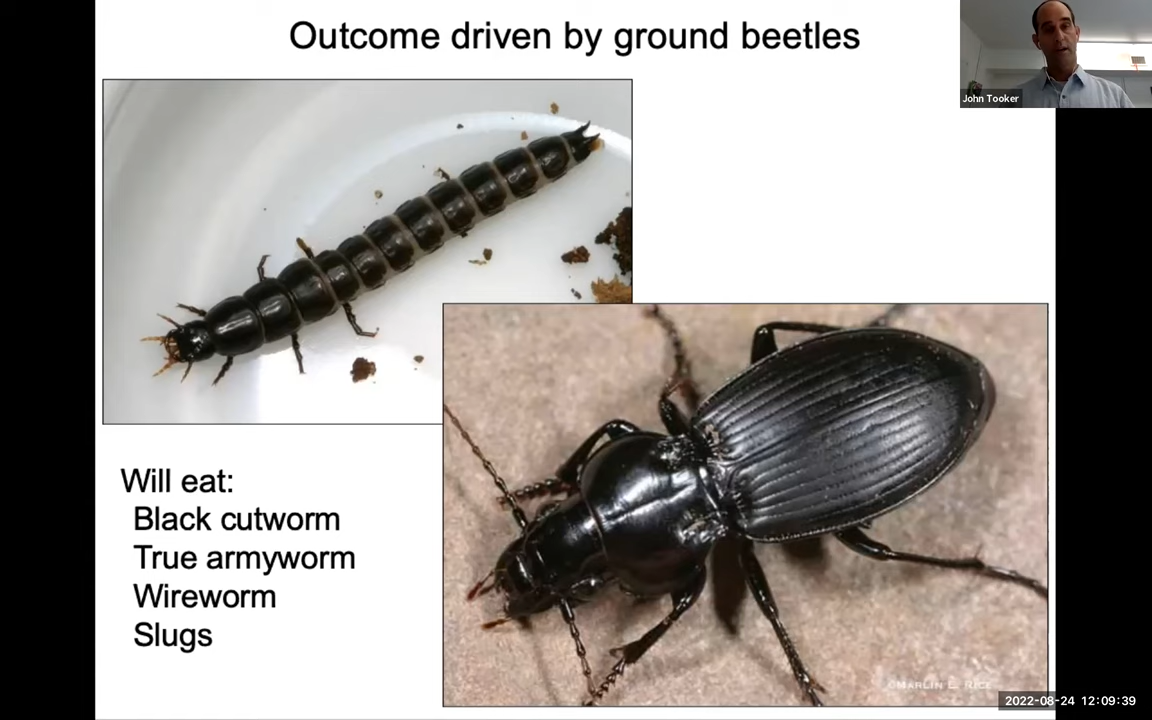 Outcome driven by ground beetles
John Tooker
Will eat:
Black cutworm
True armyworm
Wireworm
Slugs
©MARLIN E. RICE
2022-08-24 12:09:39